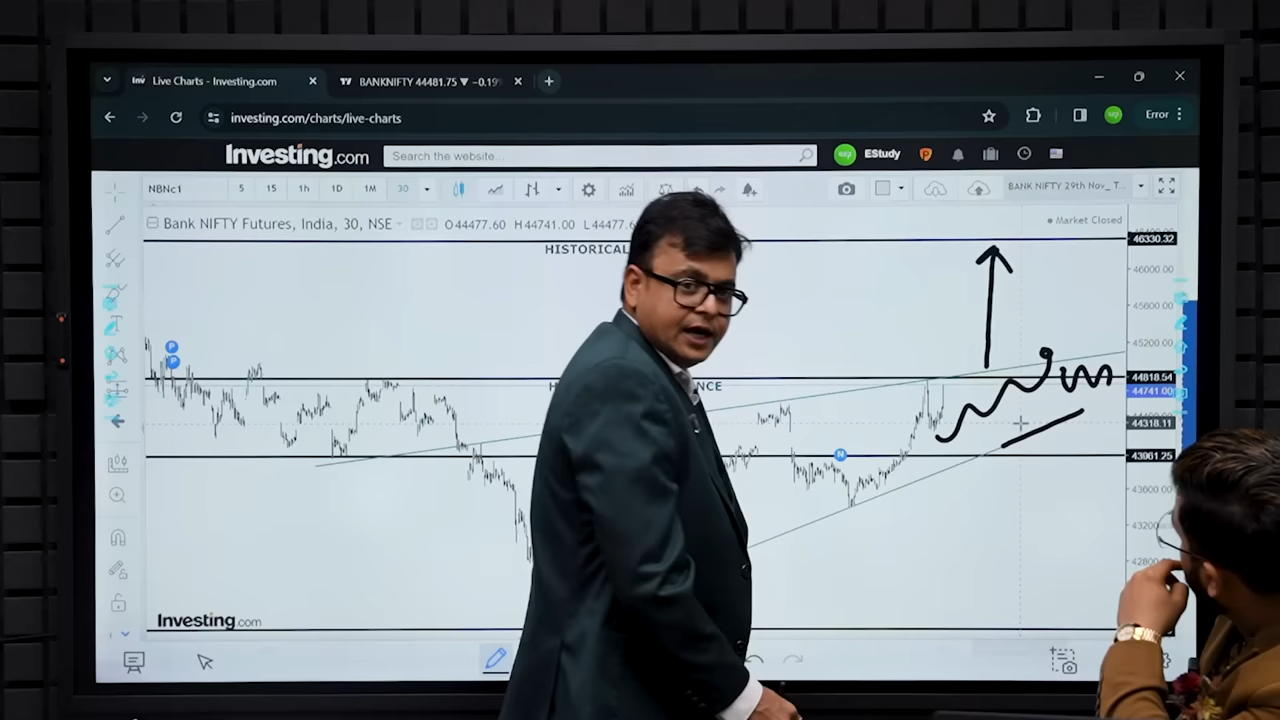 Live Charts - Investing.com
BANKNIFTY 44481.75 ▼ −0.19
investing.com/charts/live-charts
Error
Investing.com
Search the website...
EStudy
NBNc1 5 15 1h 1D 1M 30
BANK NIFTY 29th Nov_ T...
Bank NIFTY Futures, India, 30, NSE
O44477.60 H44741.00 L44477.6
Market Closed
HISTORICAL
46330.32
46000.00
45600.00
45200.00
P
P
NCE
44818.54
44741.00
44318.11
N
43961.25
43600.00
43200.00
42800
Investing.com